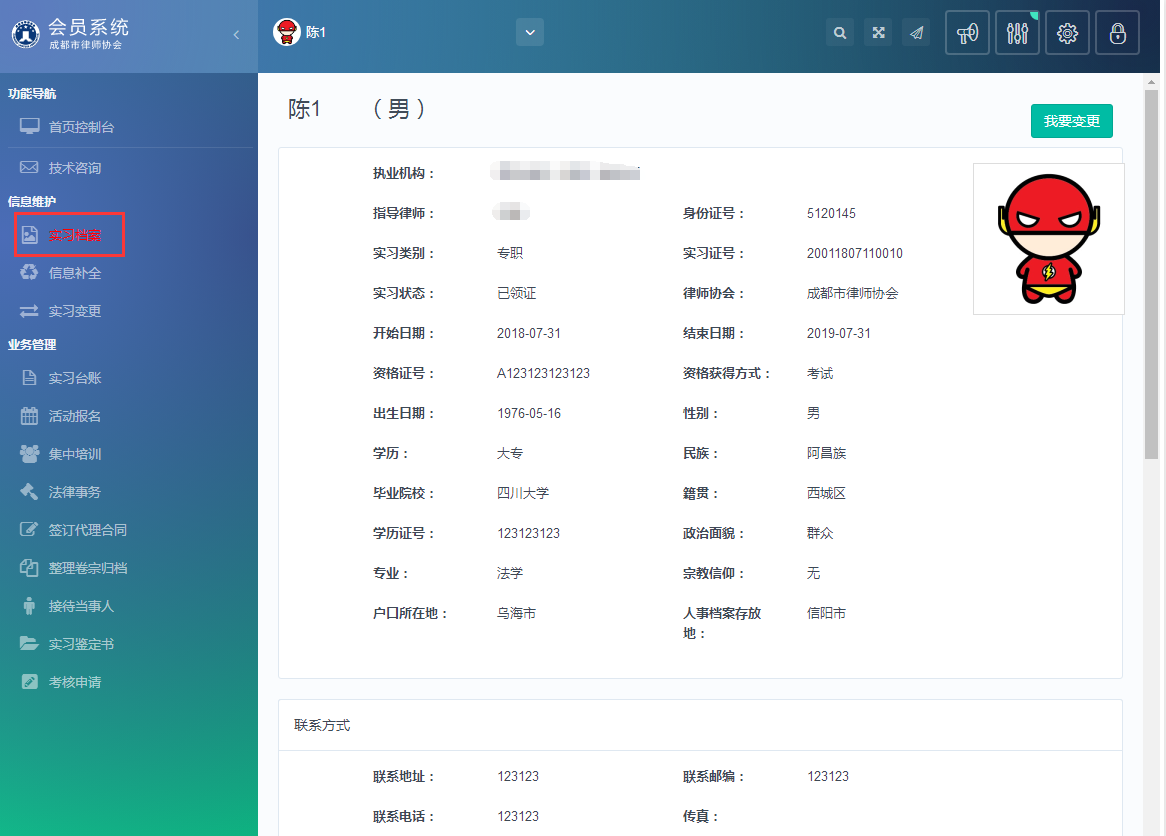 会员系统
成都市律师协会
陈1
功能导航
首页控制台
技术咨询
信息维护
实习档案
信息补全
实习变更
业务管理
实习台账
活动报名
集中培训
法律事务
签订代理合同
整理卷宗归档
接待当事人
实习鉴定书
考核申请
陈1 （男）
我要变更
执业机构：
指导律师： 身份证号： 5120145
实习类别： 专职 实习证号： 20011807110010
实习状态： 已领证 律师协会： 成都市律师协会
开始日期： 2018-07-31 结束日期： 2019-07-31
资格证号： A123123123123 资格获得方式： 考试
出生日期： 1976-05-16 性别： 男
学历： 大专 民族： 阿昌族
毕业院校： 四川大学 籍贯： 西城区
学历证号： 123123123 政治面貌： 群众
专业： 法学 宗教信仰： 无
户口所在地： 乌海市 人事档案存放地： 信阳市
联系方式
联系地址： 123123 联系邮编： 123123
联系电话： 123123 传真：